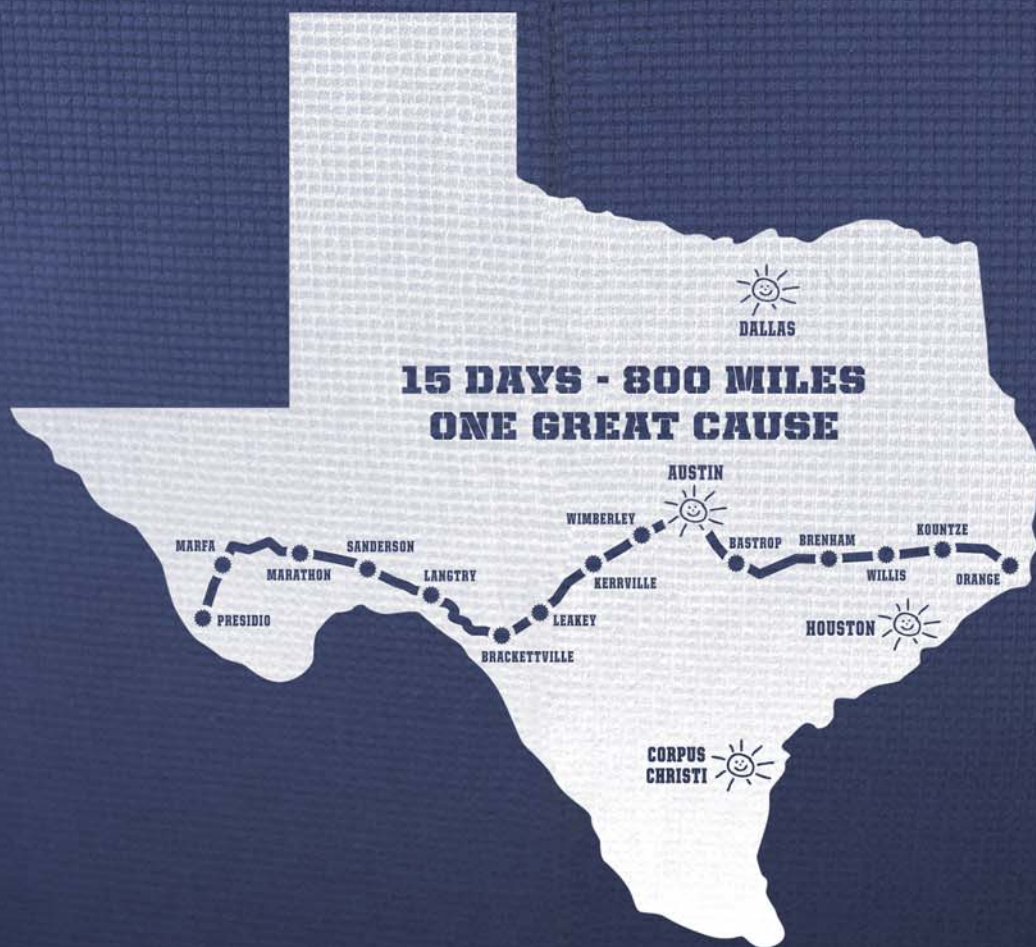 DALLAS
15 DAYS - 800 MILES
ONE GREAT CAUSE
AUSTIN
WIMBERLEY
KOUNTZE
BASTROP
BRENHAM
MARFA
SANDERSON
MARATHON
WILLIS
LANGTRY
KERRVILLE
ORANGE
PRESIDIO
LEAKEY
HOUSTON
BRACKETTVILLE
CORPUS
CHRISTI